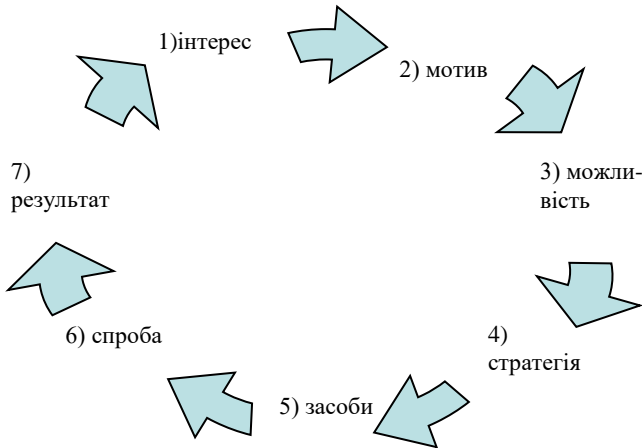 1)інтерес
2) мотив
3) можли-
вість
4)
стратегія
5) засоби
6) спроба
7)
результат